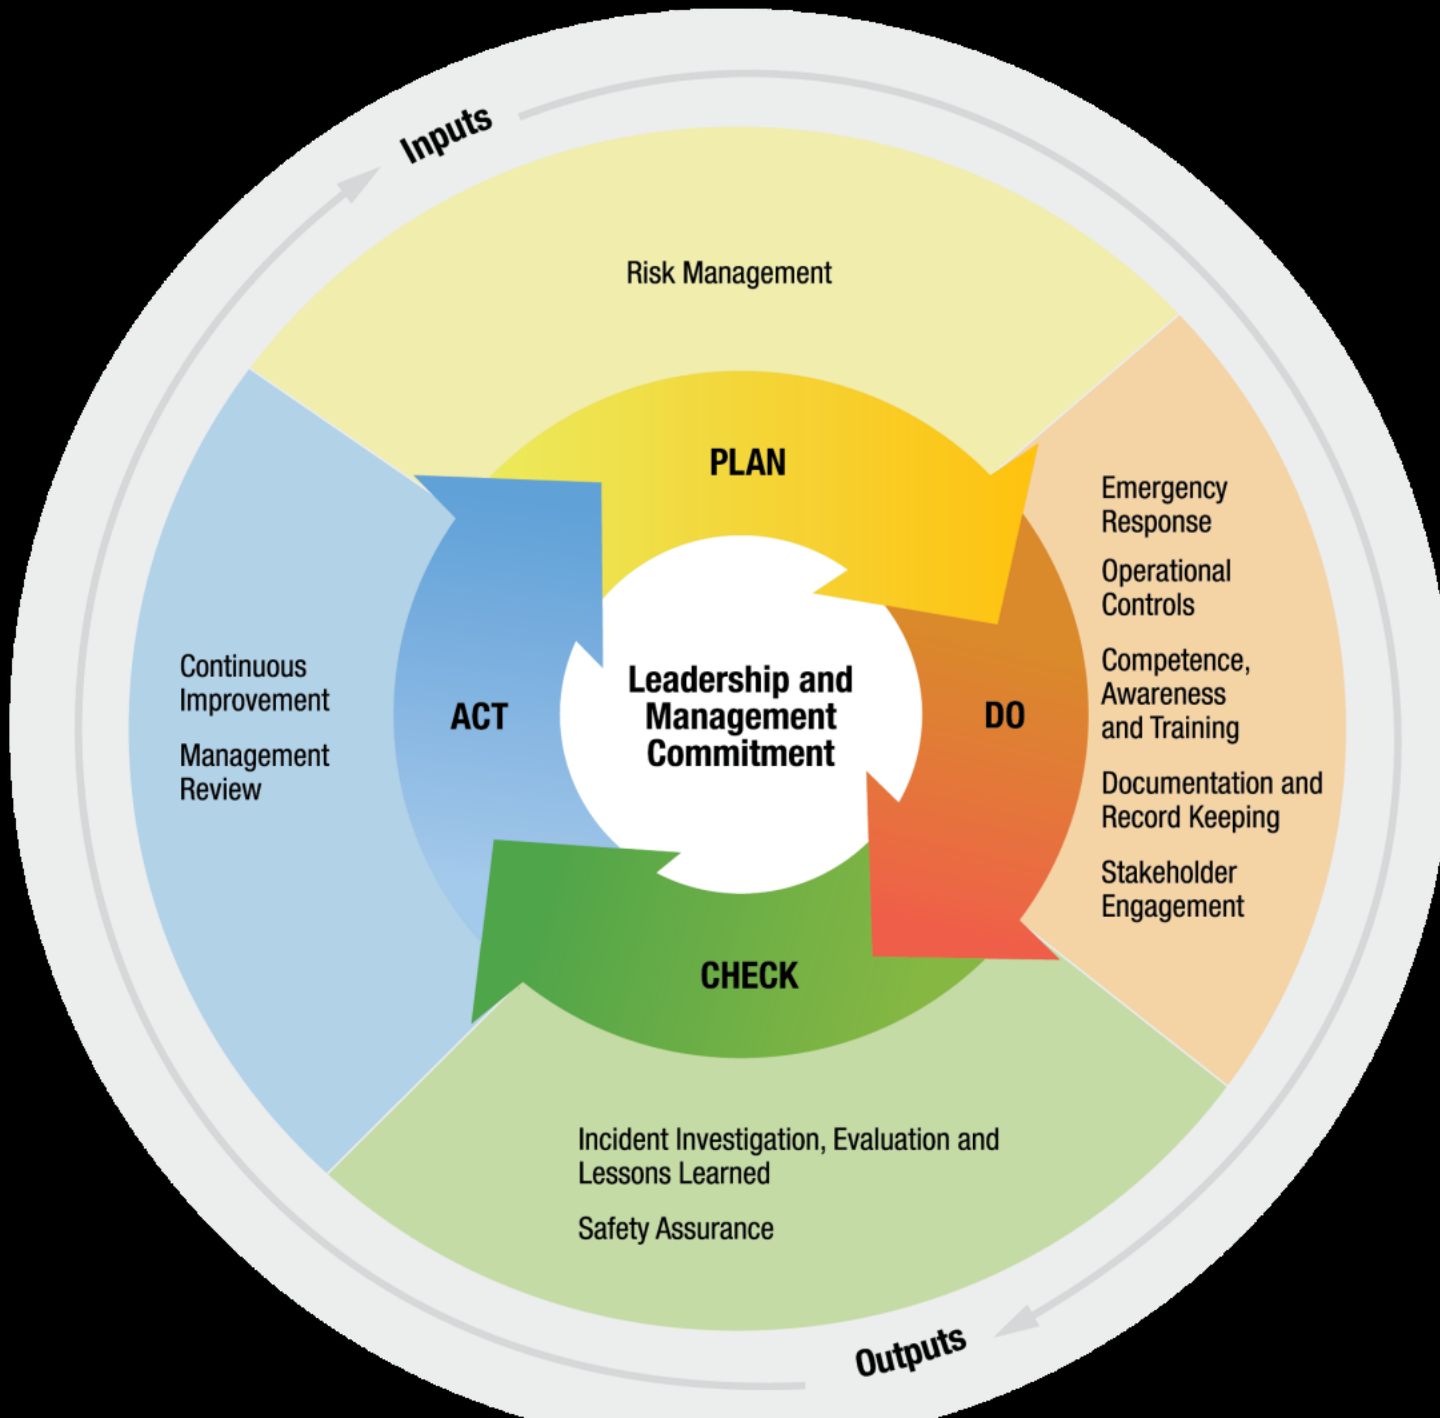 Inputs
Risk Management
PLAN
Emergency
Response
Operational
Controls
Competence,
Awareness
and Training
Documentation and
Record Keeping
Stakeholder
Engagement
DO
Leadership and
Management
Commitment
ACT
Continuous
Improvement
Management
Review
CHECK
Incident Investigation, Evaluation and
Lessons Learned
Safety Assurance
Outputs